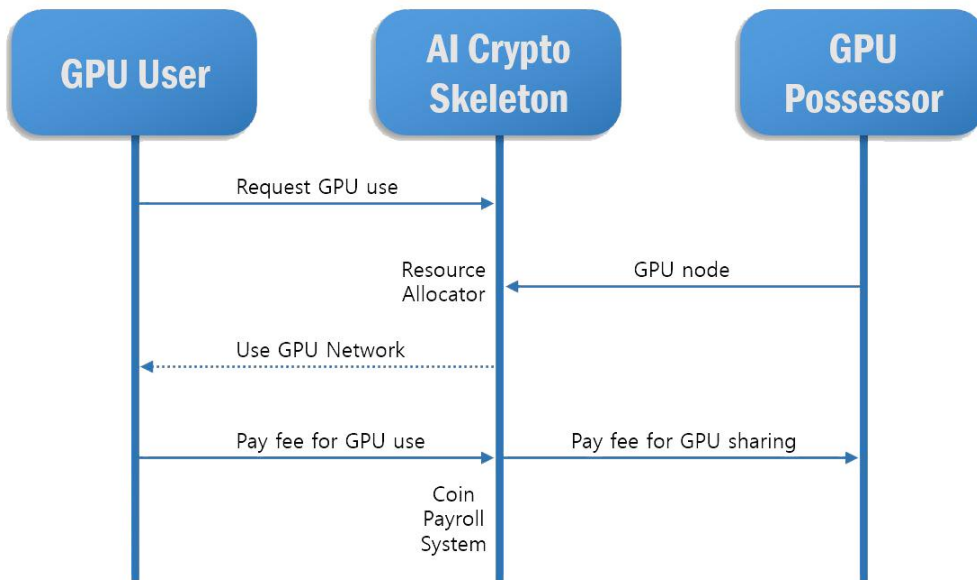 GPU User
AI Crypto
Skeleton
GPU
Possessor
Request GPU use
Resource
Allocator
GPU node
Use GPU Network
Pay fee for GPU use
Pay fee for GPU sharing
Coin
Payroll
System